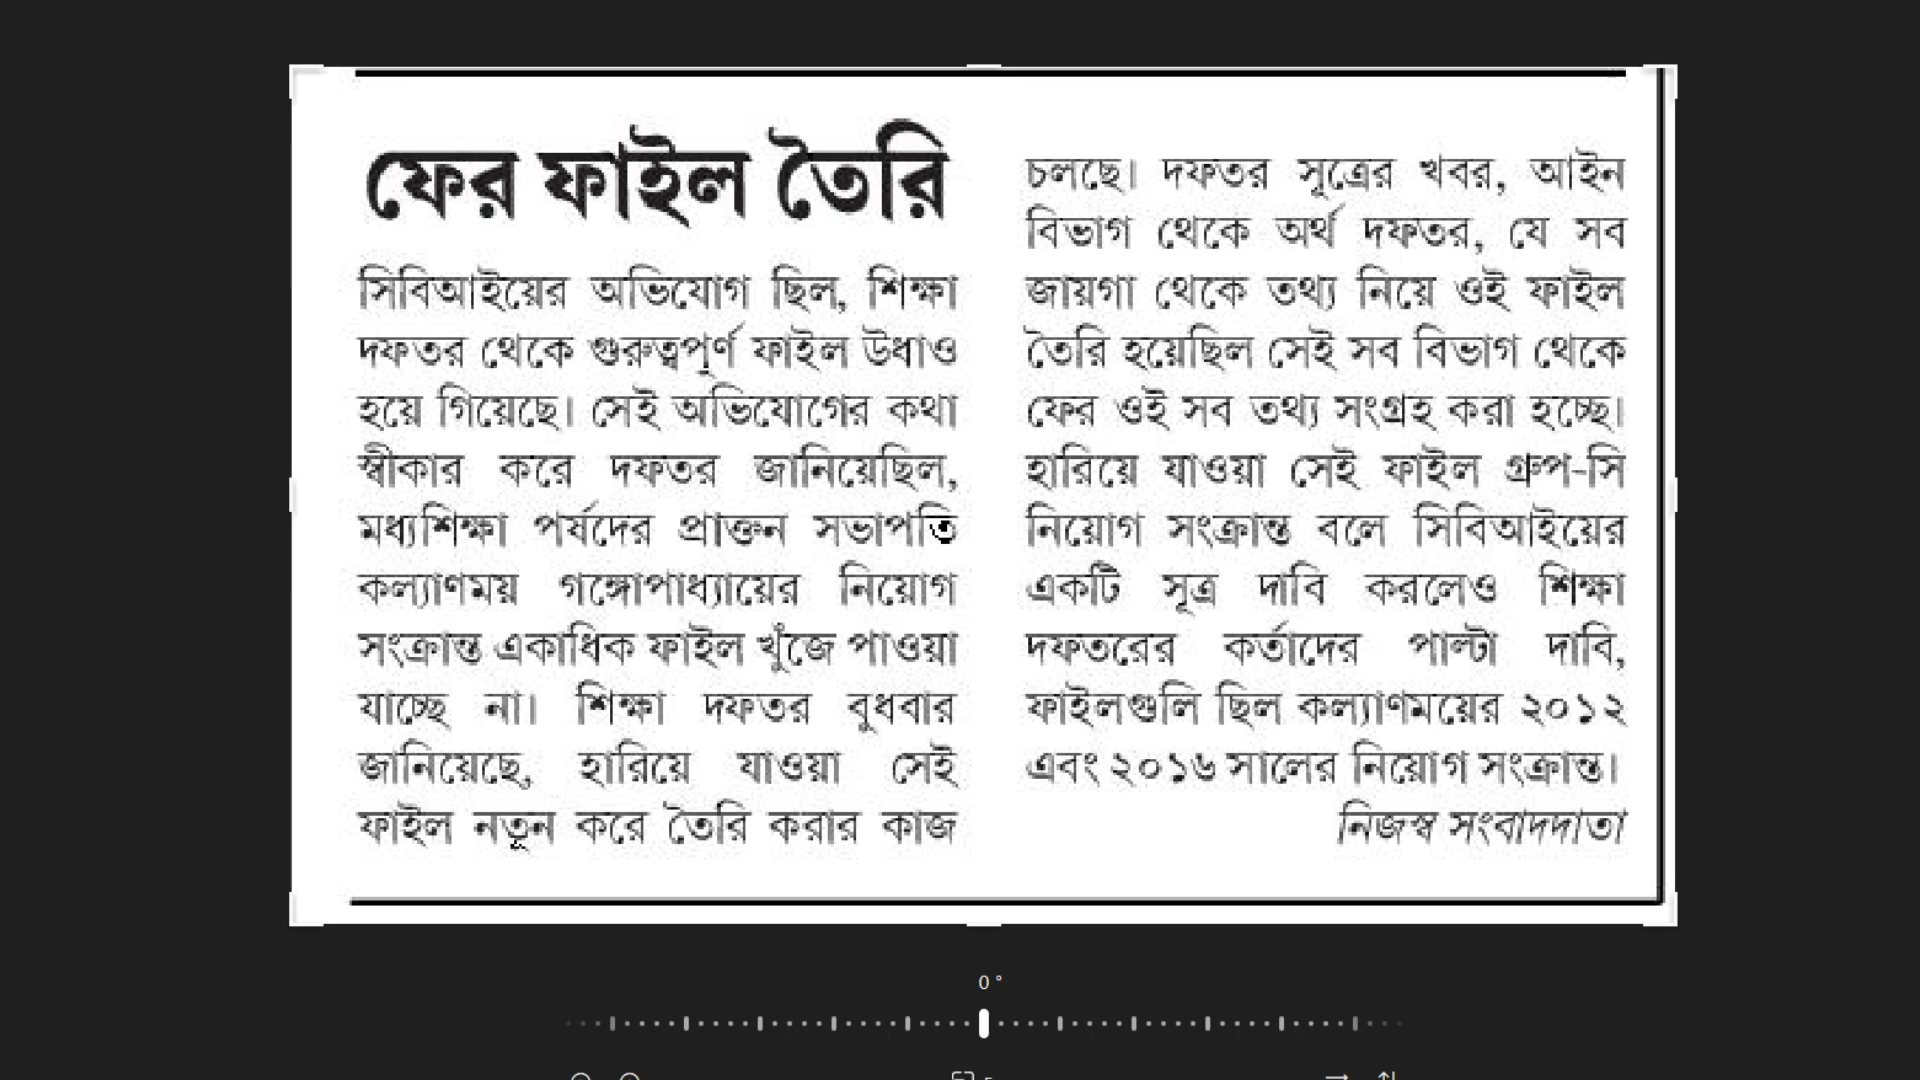 ফের ফাইল তৈরি
সিবিআইয়ের অভিযোগ ছিল, শিক্ষা
দফতর থেকে গুরুত্বপূর্ণ ফাইল উধাও
হয়ে গিয়েছে। সেই অভিযোগের কথা
স্বীকার করে দফতর জানিয়েছিল,
মধ্যশিক্ষা পর্ষদের প্রাক্তন সভাপতি
কল্যাণময় গঙ্গোপাধ্যায়ের নিয়োগ
সংক্রান্ত একাধিক ফাইল খুঁজে পাওয়া
যাচ্ছে না। শিক্ষা দফতর বুধবার
জানিয়েছে, হারিয়ে যাওয়া সেই
ফাইল নতুন করে তৈরি করার কাজ
চলছে। দফতর সূত্রের খবর, আইন
বিভাগ থেকে অর্থ দফতর, যে সব
জায়গা থেকে তথ্য নিয়ে ওই ফাইল
তৈরি হয়েছিল সেই সব বিভাগ থেকে
ফের ওই সব তথ্য সংগ্রহ করা হচ্ছে।
হারিয়ে যাওয়া সেই ফাইল গ্রুপ-সি
নিয়োগ সংক্রান্ত বলে সিবিআইয়ের
একটি সূত্র দাবি করলেও শিক্ষা
দফতরের কর্তাদের পাল্টা দাবি,
ফাইলগুলি ছিল কল্যাণময়ের ২০১২
এবং ২০১৬ সালের নিয়োগ সংক্রান্ত।
নিজস্ব সংবাদদাতা
0°